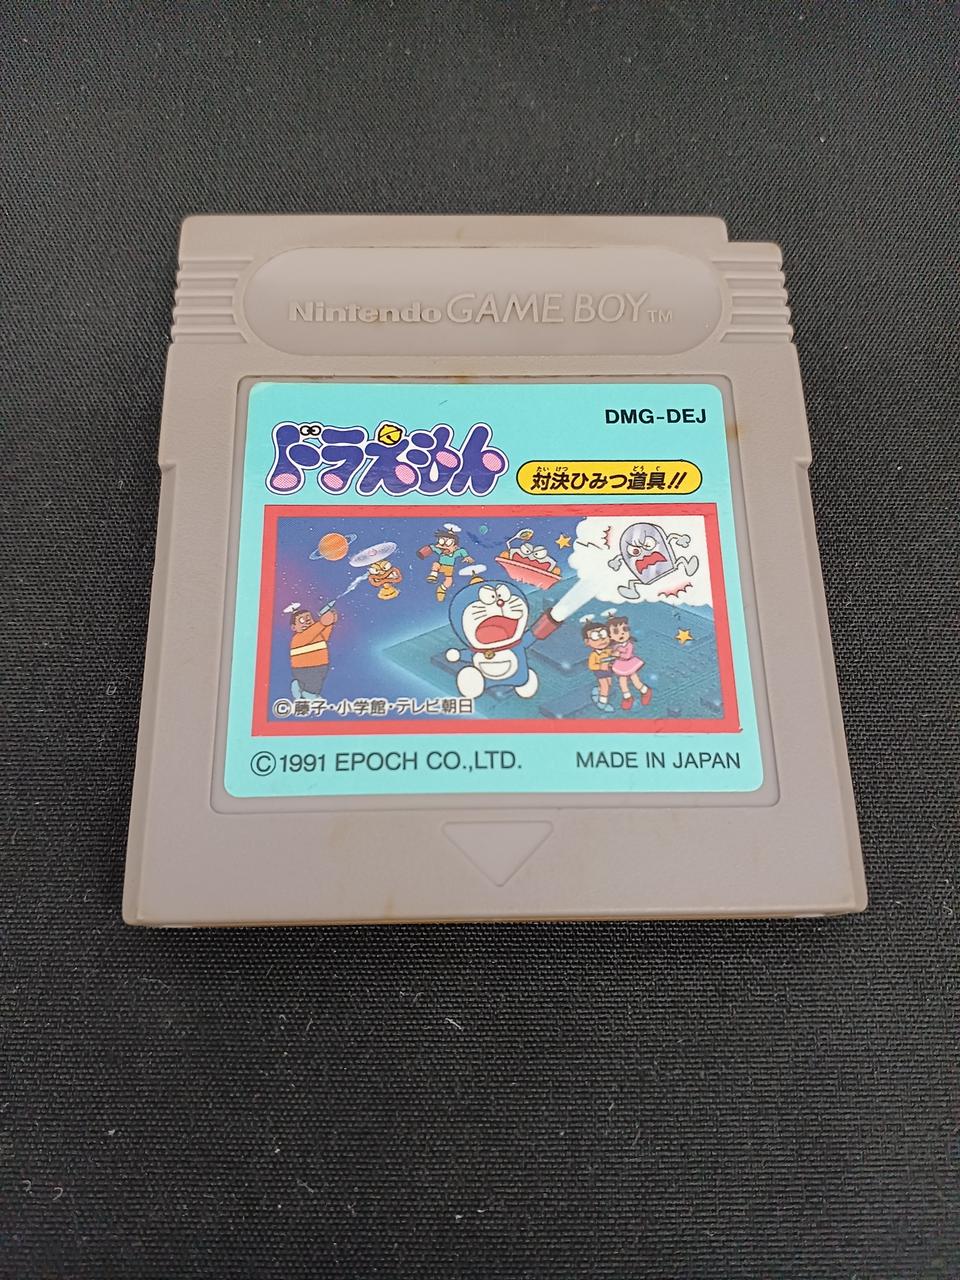 Nintendo GAME BOY TM
DMG-DEJ
ドラえもん
たいけつ どうぐ
対決ひみつ道具!!
©藤子・小学館・テレビ朝日
©1991 EPOCH CO.,LTD. MADE IN JAPAN